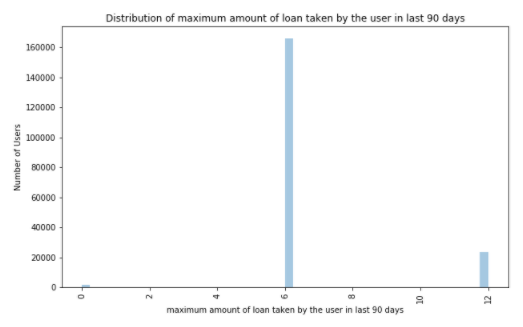 Distribution of maximum amount of loan taken by the user in last 90 days
160000
140000
120000
100000
80000
60000
40000
20000
0
Number of Users
0 2 4 6 8 10 12
maximum amount of loan taken by the user in last 90 days